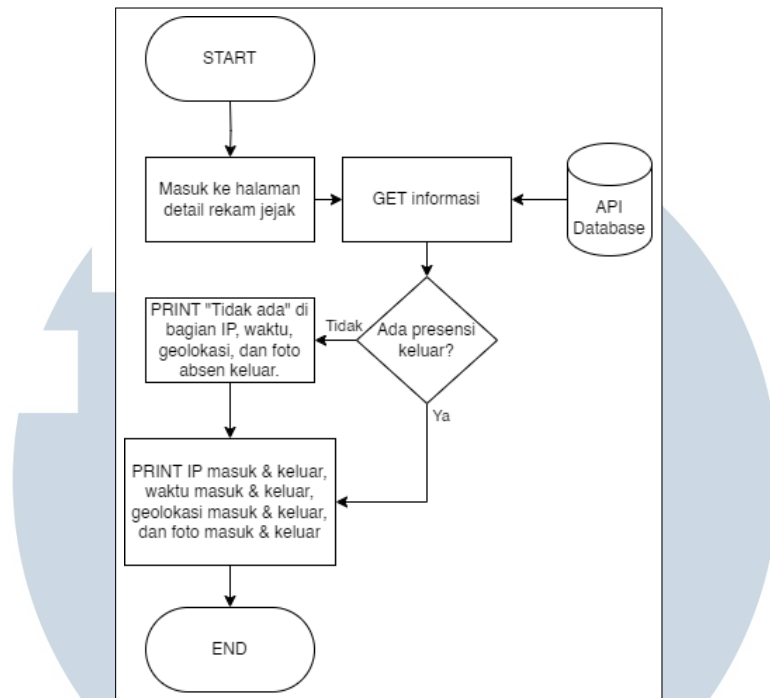 START
Masuk ke halaman
detail rekam jejak
GET informasi
API
Database
Ada presensi
keluar?
Tidak
Ya
PRINT "Tidak ada" di
bagian IP, waktu,
geolokasi, dan foto
absen keluar.
PRINT IP masuk & keluar,
waktu masuk & keluar,
geolokasi masuk & keluar,
dan foto masuk & keluar
END